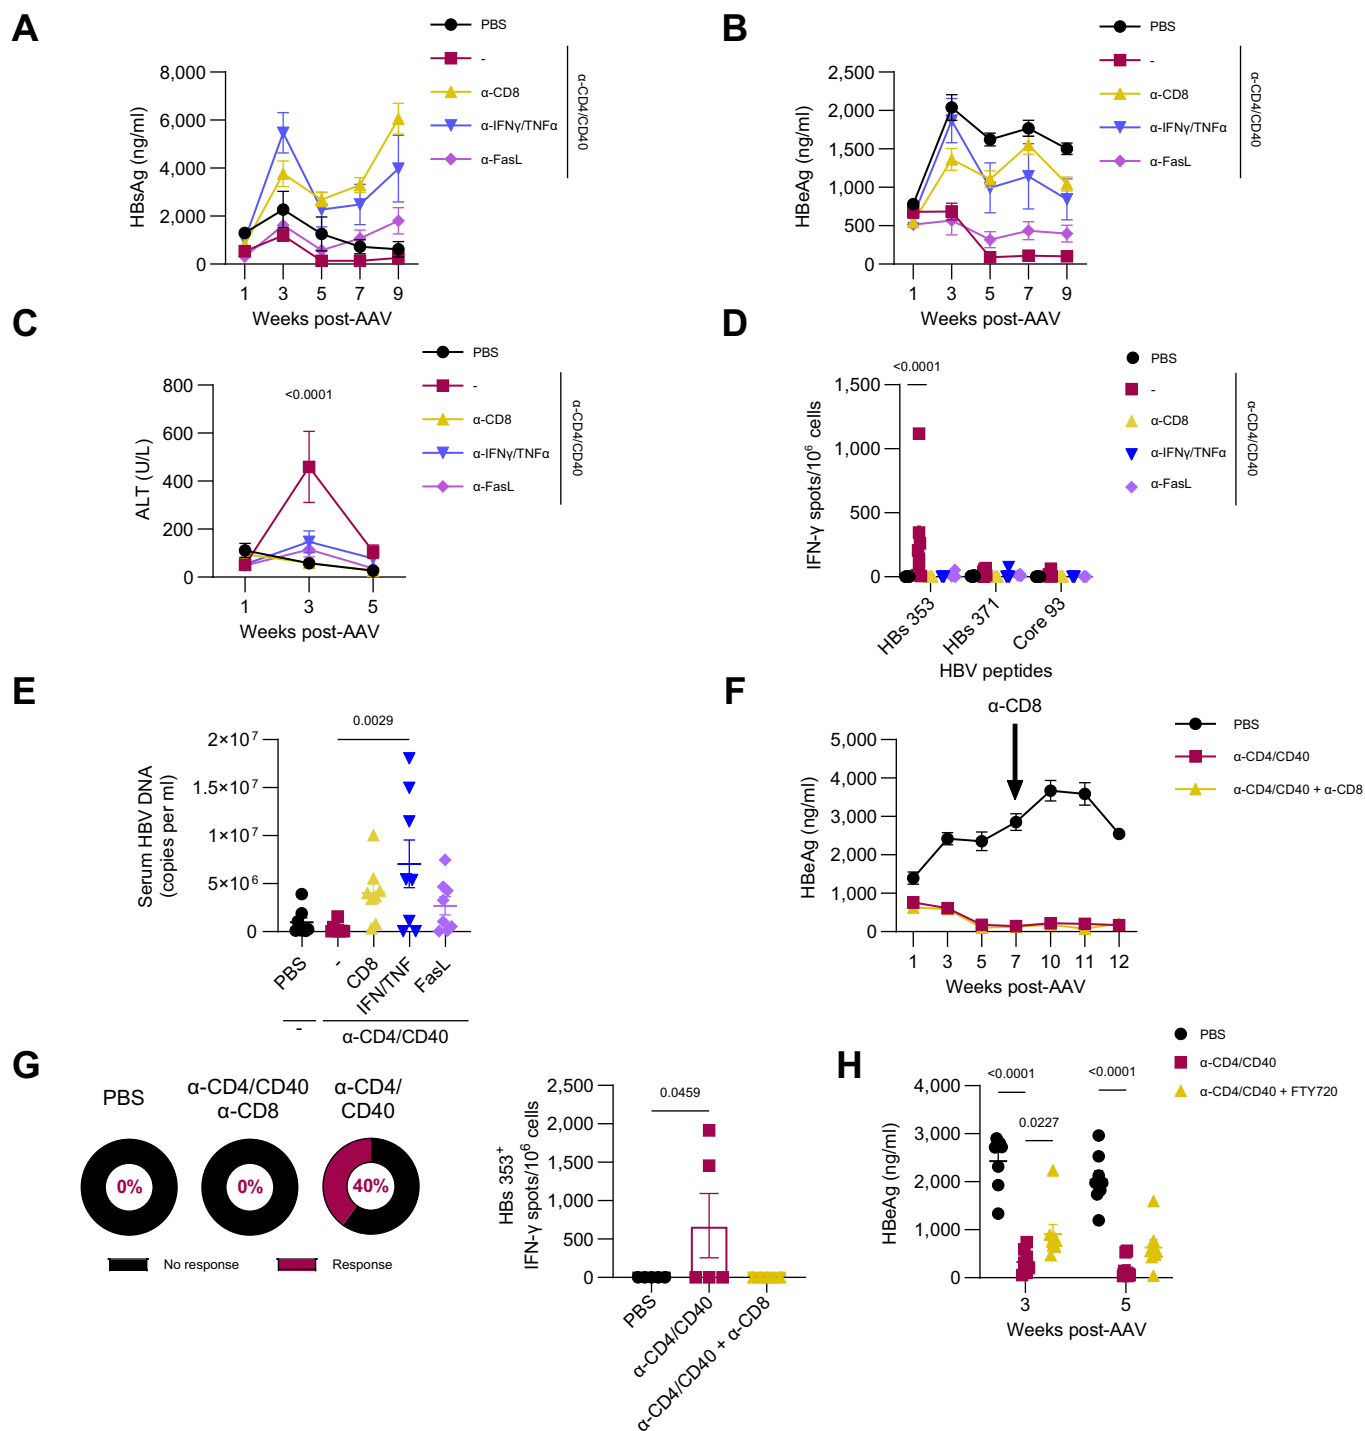 A
PBS
-
α-CD8
α-IFNγ/TNFα
α-FasL
α-CD4/CD40
8,000
6,000
4,000
2,000
0
HBsAg (ng/ml)
1 3 5 7 9
Weeks post-AAV
B
PBS
-
α-CD8
α-IFNγ/TNFα
α-FasL
α-CD4/CD40
2,500
2,000
1,500
1,000
500
0
HBeAg (ng/ml)
1 3 5 7 9
Weeks post-AAV
C
PBS
-
α-CD8
α-IFNγ/TNFα
α-FasL
α-CD4/CD40
800
600
400
200
0
ALT (U/L)
<0.0001
1 3 5
Weeks post-AAV
D
PBS
-
α-CD8
α-IFNγ/TNFα
α-FasL
α-CD4/CD40
<0.0001
1,500
1,000
500
0
IFN-γ spots/10⁶ cells
HBs 353
HBs 371
Core 93
HBV peptides
E
0.0029
2×10⁷
1.5×10⁷
1×10⁷
5×10⁶
0
Serum HBV DNA
(copies per ml)
PBS
-
CD8
IFN/TNF
FasL
-
α-CD4/CD40
F
α-CD8
PBS
α-CD4/CD40
α-CD4/CD40 + α-CD8
5,000
4,000
3,000
2,000
1,000
0
HBeAg (ng/ml)
1 3 5 7 10 11 12
Weeks post-AAV
G
PBS
α-CD4/CD40
α-CD8
α-CD4/
CD40
0%
0%
40%
No response
Response
0.0459
2,500
2,000
1,500
1,000
500
0
HBs 353⁺
IFN-γ spots/10⁶ cells
PBS
α-CD4/CD40
α-CD4/CD40 + α-CD8
H
PBS
α-CD4/CD40
α-CD4/CD40 + FTY720
<0.0001
<0.0001
0.0227
4,000
3,000
2,000
1,000
0
HBeAg (ng/ml)
3 5
Weeks post-AAV